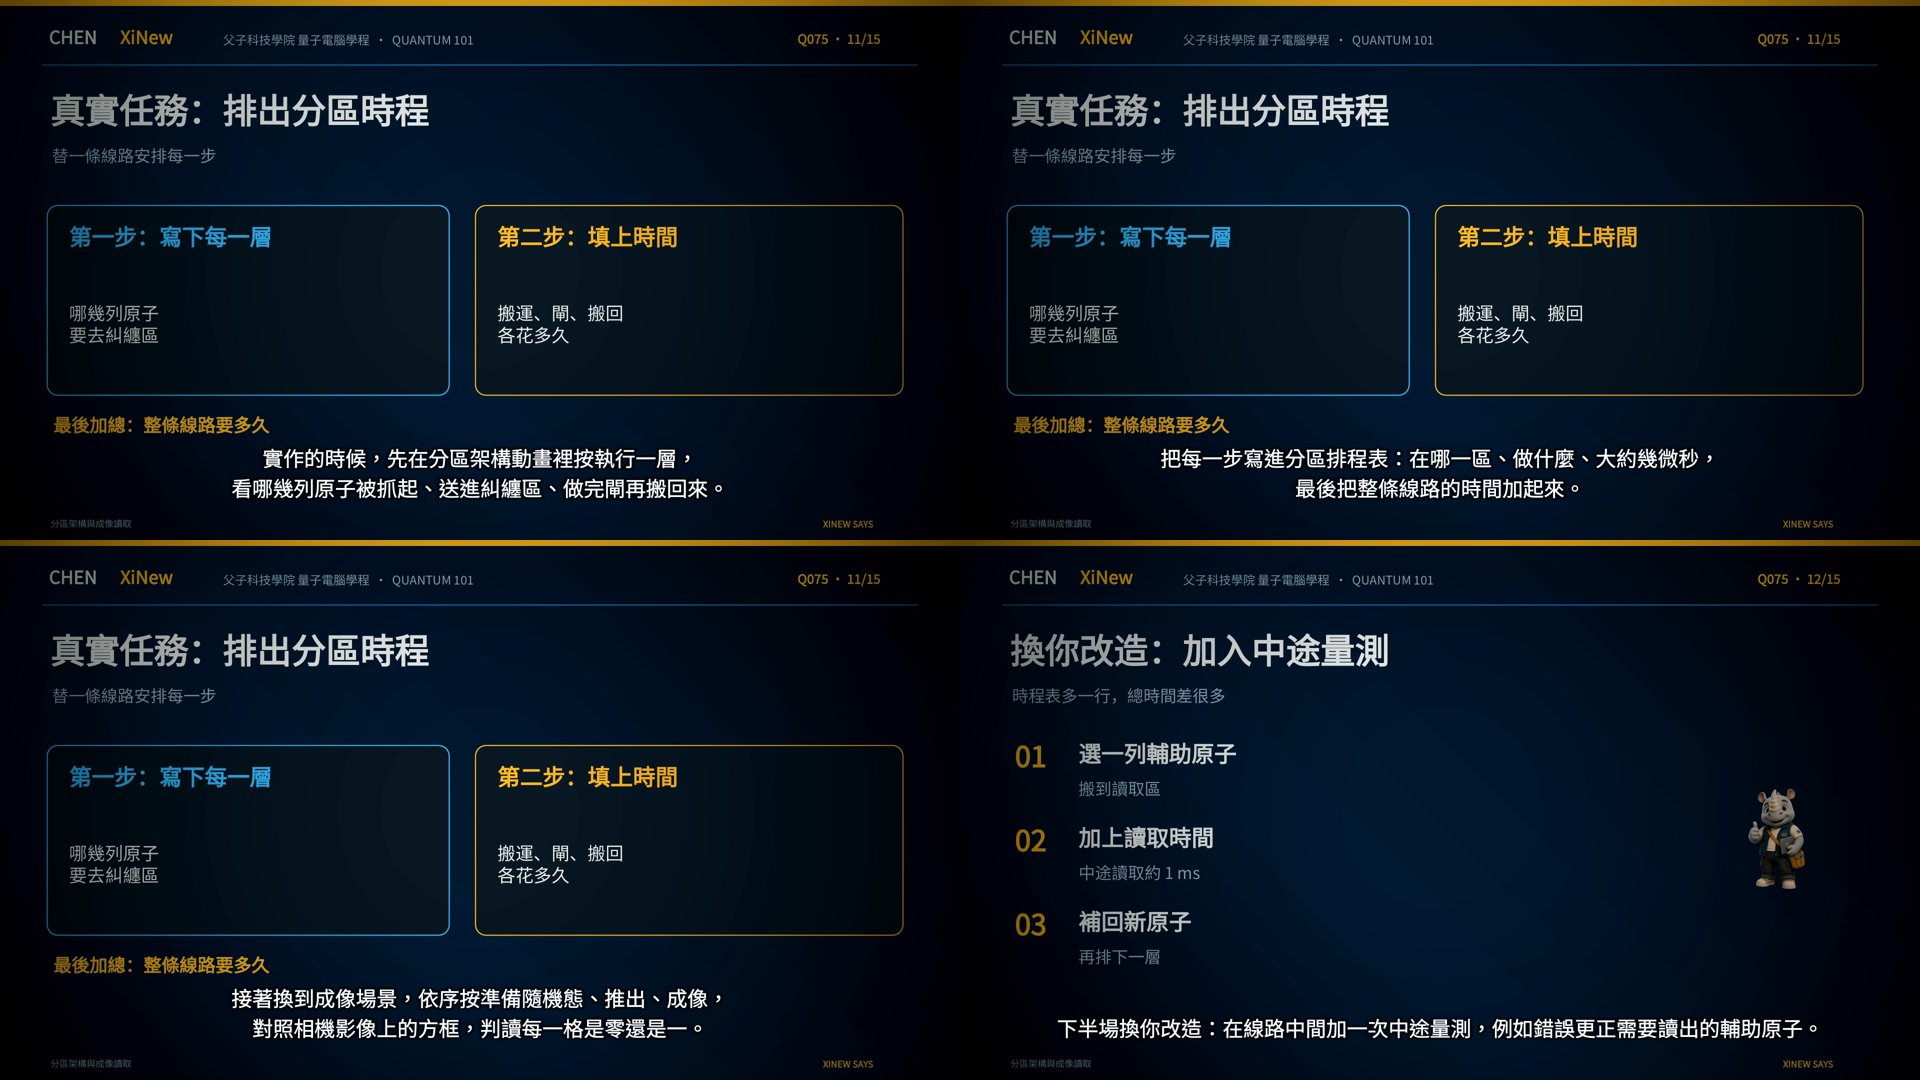 CHEN XiNew 父子科技學院 量子電腦學程 · QUANTUM 101 Q075 · 11/15
真實任務：排出分區時程
替一條線路安排每一步
第一步：寫下每一層
哪幾列原子
要去糾纏區
第二步：填上時間
搬運、閘、搬回
各花多久
最後加總：整條線路要多久
實作的時候，先在分區架構動畫裡按執行一層，
看哪幾列原子被抓起、送進糾纏區、做完閘再搬回來。
分區架構與成像讀取 XINEW SAYS
CHEN XiNew 父子科技學院 量子電腦學程 · QUANTUM 101 Q075 · 11/15
真實任務：排出分區時程
替一條線路安排每一步
第一步：寫下每一層
哪幾列原子
要去糾纏區
第二步：填上時間
搬運、閘、搬回
各花多久
最後加總：整條線路要多久
把每一步寫進分區排程表：在哪一區、做什麼、大約幾微秒，
最後把整條線路的時間加起來。
分區架構與成像讀取 XINEW SAYS
CHEN XiNew 父子科技學院 量子電腦學程 · QUANTUM 101 Q075 · 11/15
真實任務：排出分區時程
替一條線路安排每一步
第一步：寫下每一層
哪幾列原子
要去糾纏區
第二步：填上時間
搬運、閘、搬回
各花多久
最後加總：整條線路要多久
接著換到成像場景，依序按準備隨機態、推出、成像，
對照相機影像上的方框，判讀每一格是零還是一。
分區架構與成像讀取 XINEW SAYS
CHEN XiNew 父子科技學院 量子電腦學程 · QUANTUM 101 Q075 · 12/15
換你改造：加入中途量測
時程表多一行，總時間差很多
01 選一列輔助原子
搬到讀取區
02 加上讀取時間
中途讀取約 1 ms
03 補回新原子
再排下一層
下半場換你改造：在線路中間加一次中途量測，例如錯誤更正需要讀出的輔助原子。
分區架構與成像讀取 XINEW SAYS